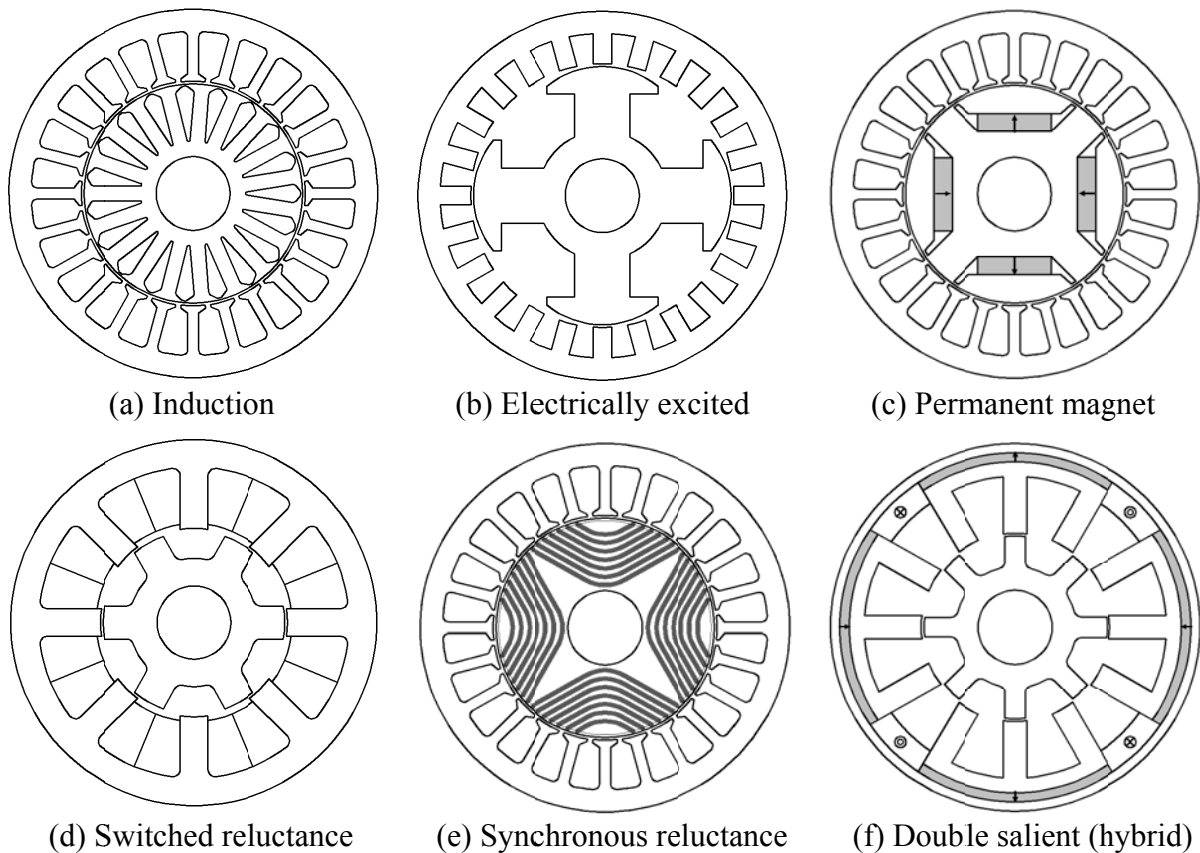 (a) Induction
(b) Electrically excited
(c) Permanent magnet
(d) Switched reluctance
(e) Synchronous reluctance
(f) Double salient (hybrid)